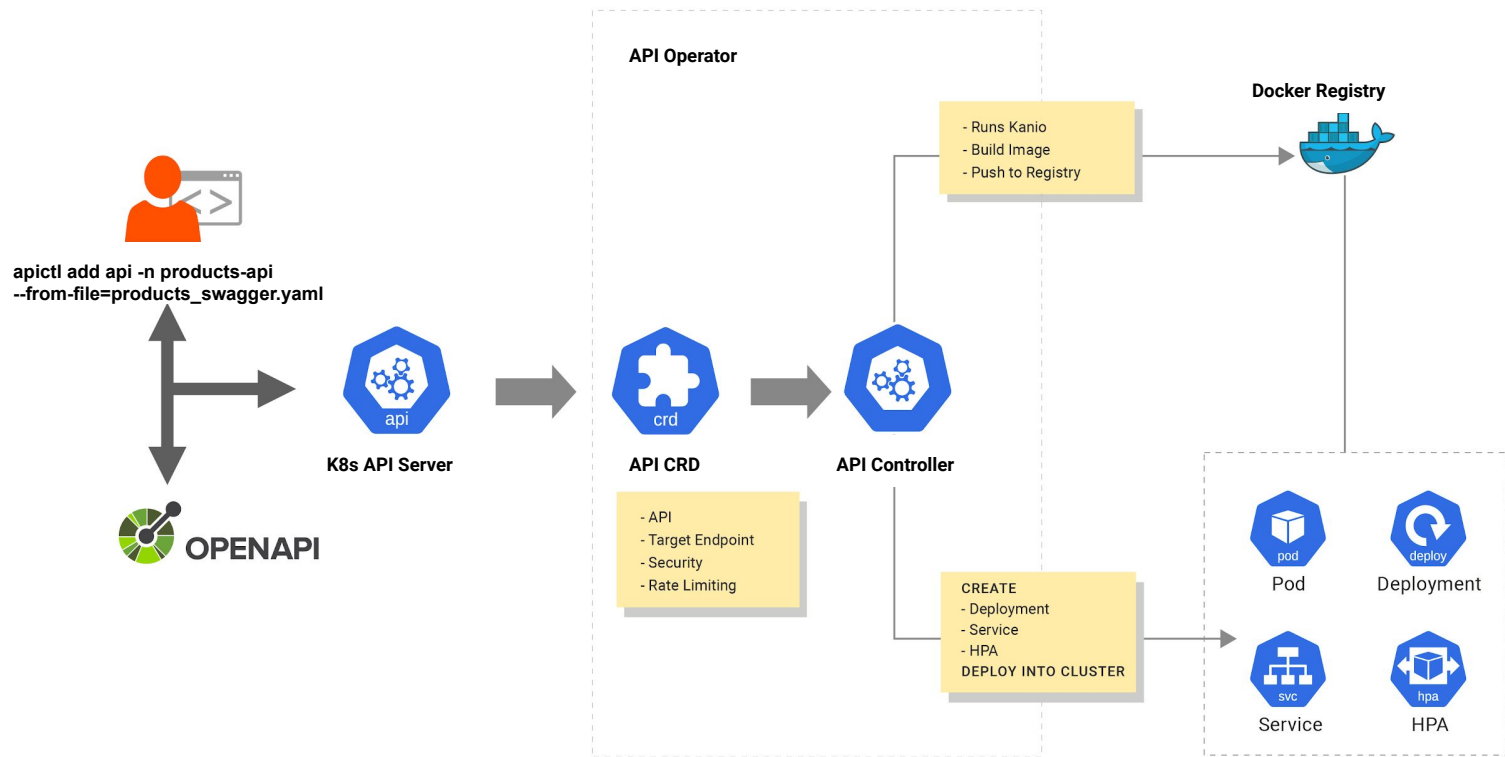 API Operator
Docker Registry
- Runs Kanio
- Build Image
- Push to Registry
< >
apictl add api -n products-api
--from-file=products_swagger.yaml
api
crd
K8s API Server
API CRD
API Controller
OPENAPI
- API
- Target Endpoint
- Security
- Rate Limiting
CREATE
- Deployment
- Service
- HPA
DEPLOY INTO CLUSTER
pod
deploy
Pod
Deployment
svc
hpa
Service
HPA